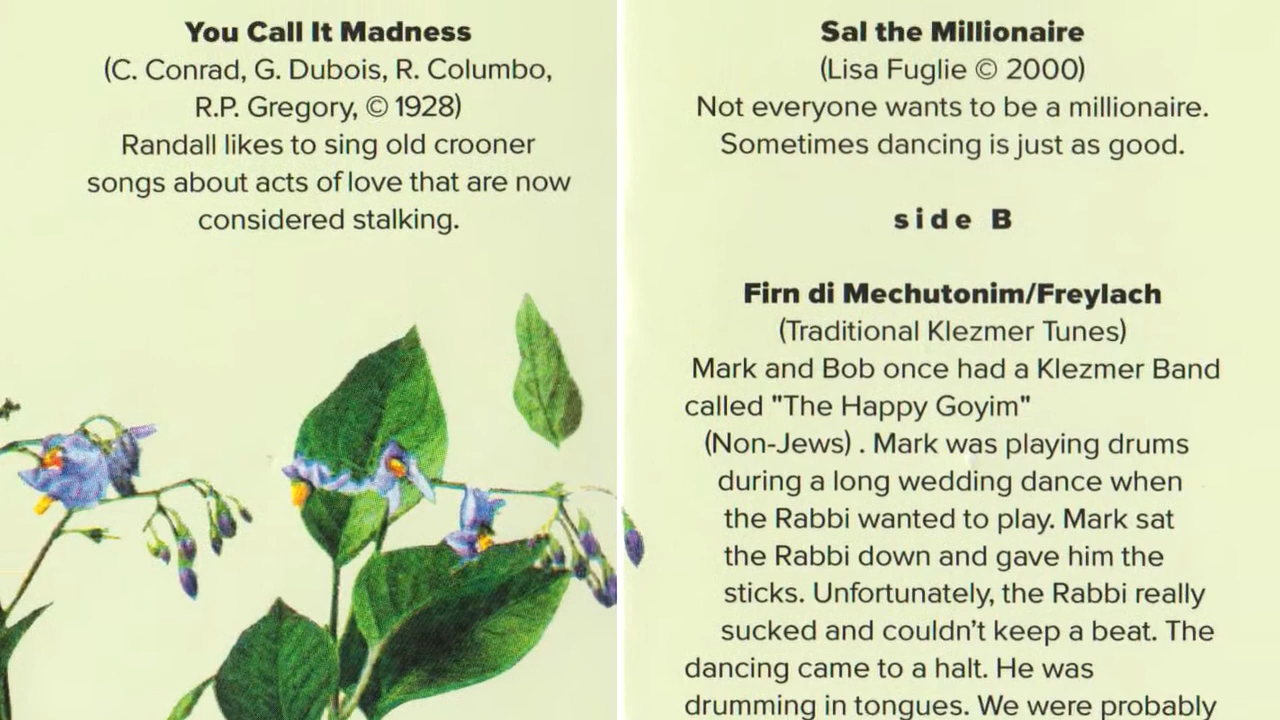 You Call It Madness
(C. Conrad, G. Dubois, R. Columbo,
R.P. Gregory, © 1928)
Randall likes to sing old crooner
songs about acts of love that are now
considered stalking.
Sal the Millionaire
(Lisa Fuglie © 2000)
Not everyone wants to be a millionaire.
Sometimes dancing is just as good.
side B
Firn di Mechutonim/Freylach
(Traditional Klezmer Tunes)
Mark and Bob once had a Klezmer Band
called "The Happy Goyim"
(Non-Jews) . Mark was playing drums
during a long wedding dance when
the Rabbi wanted to play. Mark sat
the Rabbi down and gave him the
sticks. Unfortunately, the Rabbi really
sucked and couldn’t keep a beat. The
dancing came to a halt. He was
drumming in tongues. We were probably